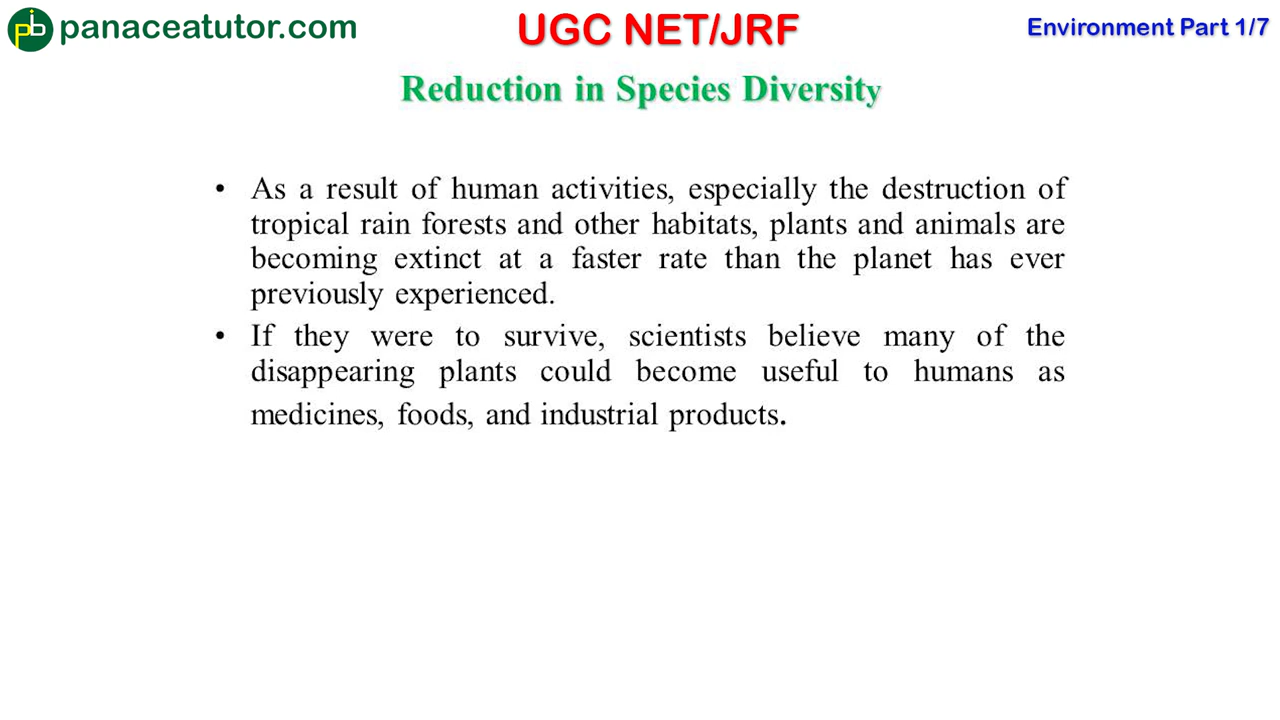 panaceatutor.com
UGC NET/JRF
Environment Part 1/7
Reduction in Species Diversity
• As a result of human activities, especially the destruction of
tropical rain forests and other habitats, plants and animals are
becoming extinct at a faster rate than the planet has ever
previously experienced.
• If they were to survive, scientists believe many of the
disappearing plants could become useful to humans as
medicines, foods, and industrial products.